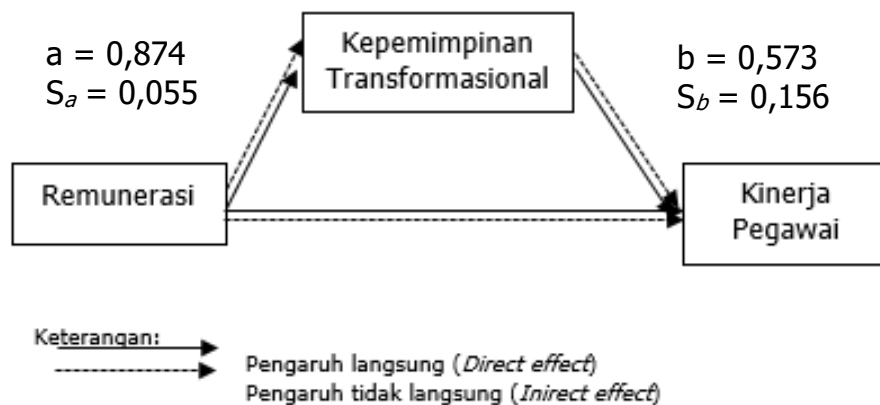 a = 0,874
Sa = 0,055
Kepemimpinan
Transformasional
b = 0,573
Sb = 0,156
Remunerasi
Kinerja
Pegawai
Keterangan:
Pengaruh langsung (Direct effect)
Pengaruh tidak langsung (Inirect effect)